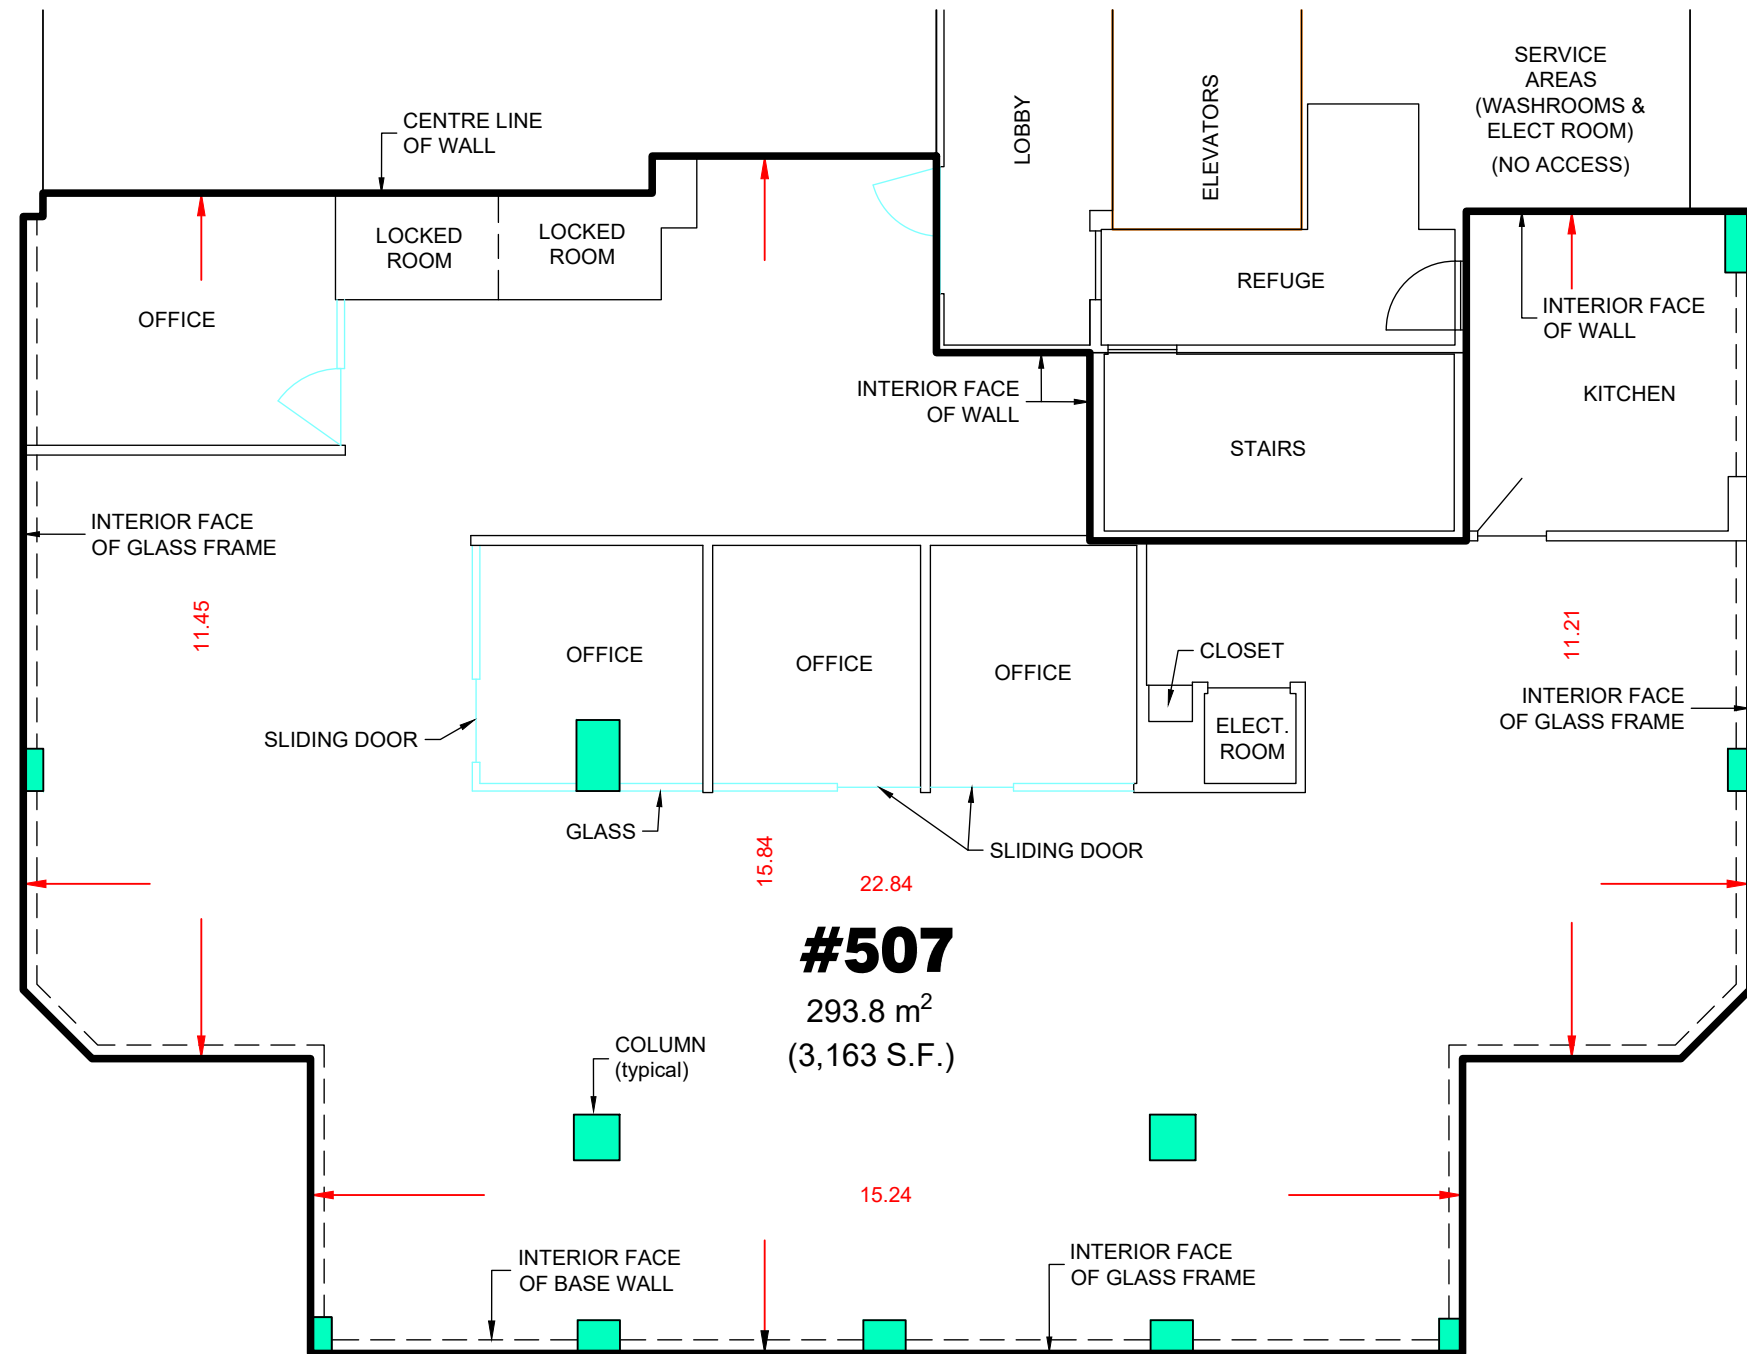 SERVICE
AREAS
(WASHROOMS &
ELECT ROOM)
(NO ACCESS)
CENTRE LINE
OF WALL
LOBBY
ELEVATORS
LOCKED
ROOM
LOCKED
ROOM
OFFICE
REFUGE
INTERIOR FACE
OF WALL
INTERIOR FACE
OF WALL
KITCHEN
STAIRS
INTERIOR FACE
OF GLASS FRAME
11.45
OFFICE
OFFICE
OFFICE
CLOSET
11.21
INTERIOR FACE
OF GLASS FRAME
SLIDING DOOR
ELECT.
ROOM
GLASS
15.84
SLIDING DOOR
22.84
#507
293.8 m²
(3,163 S.F.)
COLUMN
(typical)
15.24
INTERIOR FACE
OF BASE WALL
INTERIOR FACE
OF GLASS FRAME